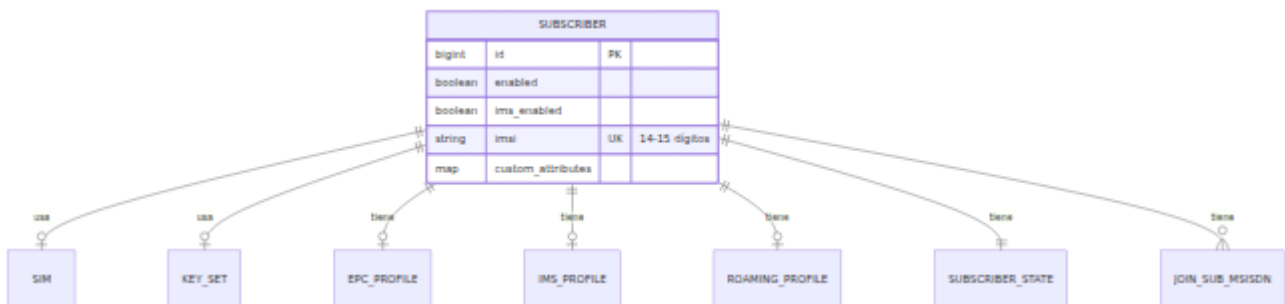 SUBSCRIBER
bigint id PK
boolean enabled
boolean ims_enabled
string imsi UK 14-15 dígitos
map custom_attributes
usa usa tiene tiene tiene tiene tiene
SIM KEY_SET EPC_PROFILE IMS_PROFILE ROAMING_PROFILE SUBSCRIBER_STATE JOIN_SUB_MSISDN